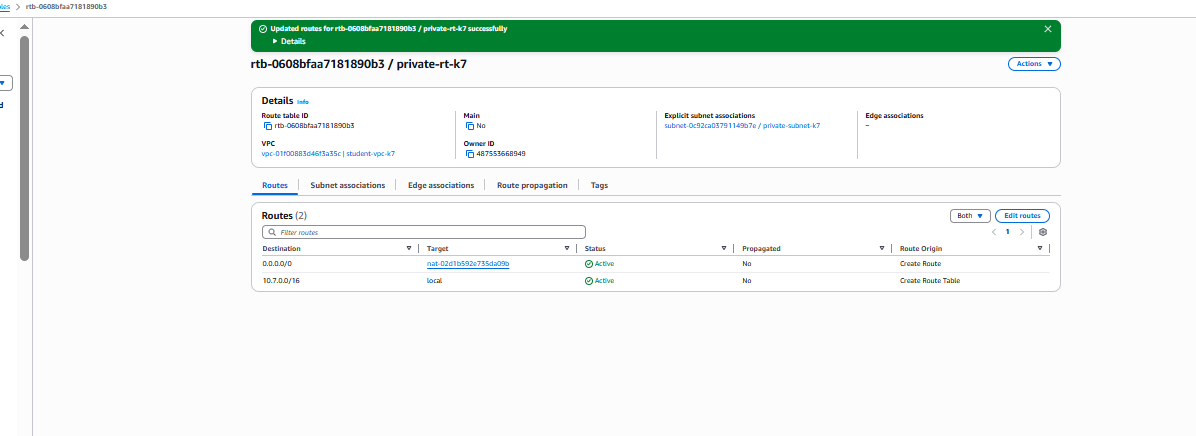 bles > rtb-0608bfaa7181890b3
Updated routes for rtb-0608bfaa7181890b3 / private-rt-k7 successfully
Details
rtb-0608bfaa7181890b3 / private-rt-k7
Actions
Details Info
Route table ID
rtb-0608bfaa7181890b3
Main
No
Explicit subnet associations
subnet-0c92ca03791149b7e / private-subnet-k7
Edge associations
–
VPC
vpc-01f00883d46f3a35c | student-vpc-k7
Owner ID
487553668949
Routes Subnet associations Edge associations Route propagation Tags
Routes (2)
Both
Edit routes
Filter routes
1
Destination Target Status Propagated Route Origin
0.0.0.0/0 nat-02d1b592e735da09b Active No Create Route
10.7.0.0/16 local Active No Create Route Table